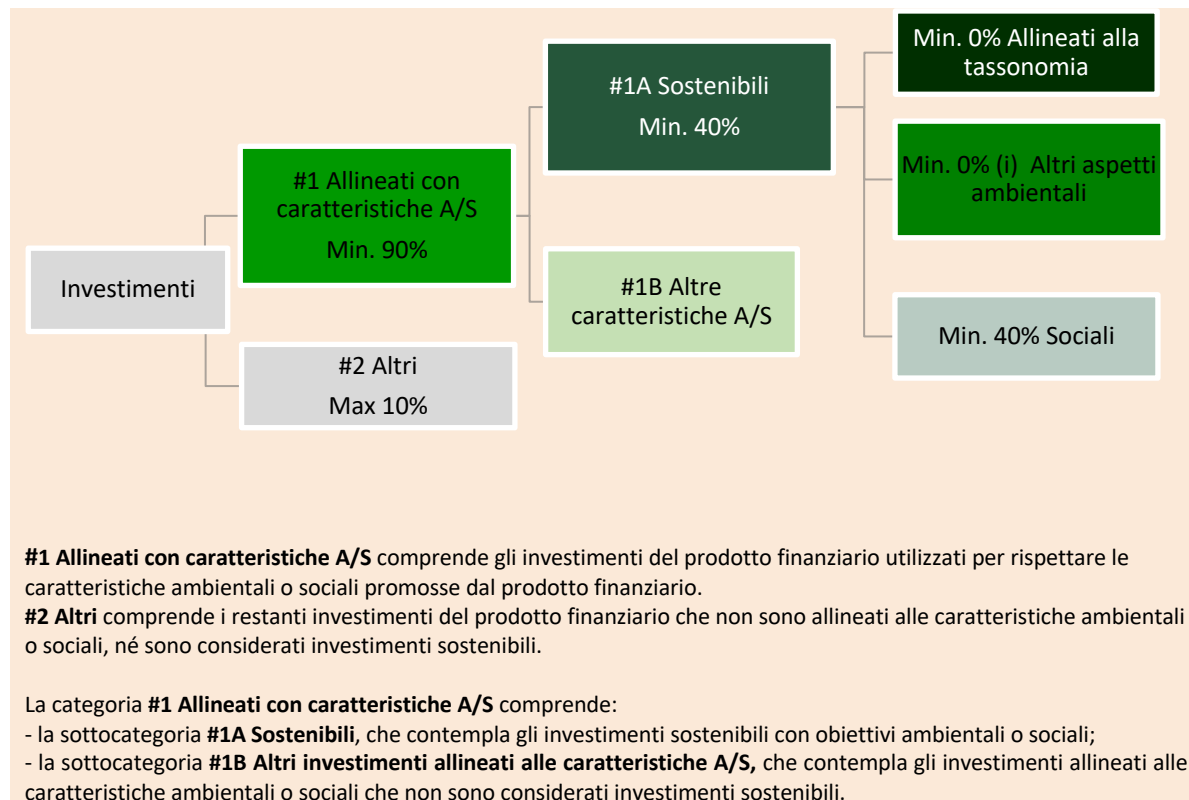 Investimenti
#1 Allineati con
caratteristiche A/S
Min. 90%
#2 Altri
Max 10%
#1A Sostenibili
Min. 40%
#1B Altre
caratteristiche A/S
Min. 0% Allineati alla
tassonomia
Min. 0% (i) Altri aspetti
ambientali
Min. 40% Sociali
#1 Allineati con caratteristiche A/S comprende gli investimenti del prodotto finanziario utilizzati per rispettare le
caratteristiche ambientali o sociali promosse dal prodotto finanziario.
#2 Altri comprende i restanti investimenti del prodotto finanziario che non sono allineati alle caratteristiche ambientali
o sociali, né sono considerati investimenti sostenibili.
La categoria #1 Allineati con caratteristiche A/S comprende:
- la sottocategoria #1A Sostenibili, che contempla gli investimenti sostenibili con obiettivi ambientali o sociali;
- la sottocategoria #1B Altri investimenti allineati alle caratteristiche A/S, che contempla gli investimenti allineati alle
caratteristiche ambientali o sociali che non sono considerati investimenti sostenibili.